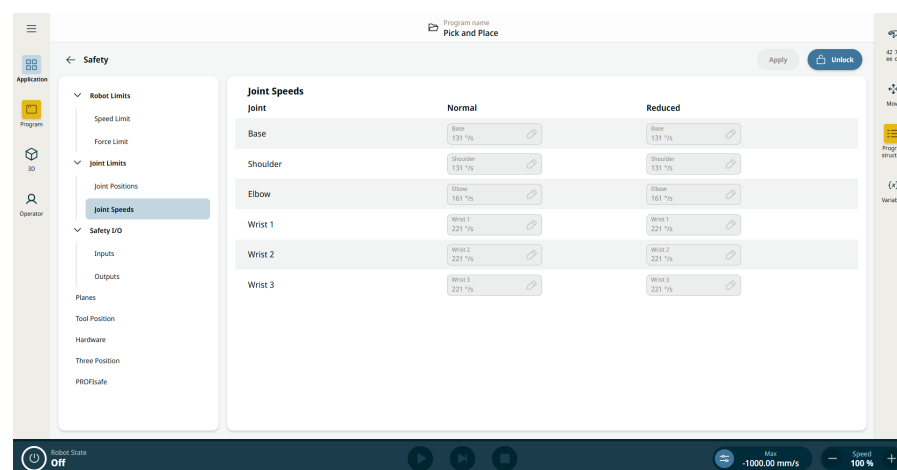 Program name
Pick and Place
Application
Program
3D
Operator
Safety
Apply
Unlock
Robot Limits
Speed Limit
Force Limit
Joint Limits
Joint Positions
Joint Speeds
Safety I/O
Inputs
Outputs
Planes
Tool Position
Hardware
Three Position
PROFIsafe
Joint Speeds
Joint Normal Reduced
Base Base 131 °/s Base 131 °/s
Shoulder Shoulder 131 °/s Shoulder 131 °/s
Elbow Elbow 161 °/s Elbow 161 °/s
Wrist 1 Wrist 1 221 °/s Wrist 1 221 °/s
Wrist 2 Wrist 2 221 °/s Wrist 2 221 °/s
Wrist 3 Wrist 3 221 °/s Wrist 3 221 °/s
Mov
Progr
struct
{x}
Variab
Robot State
Off
Max
-1000.00 mm/s
Speed
100 %